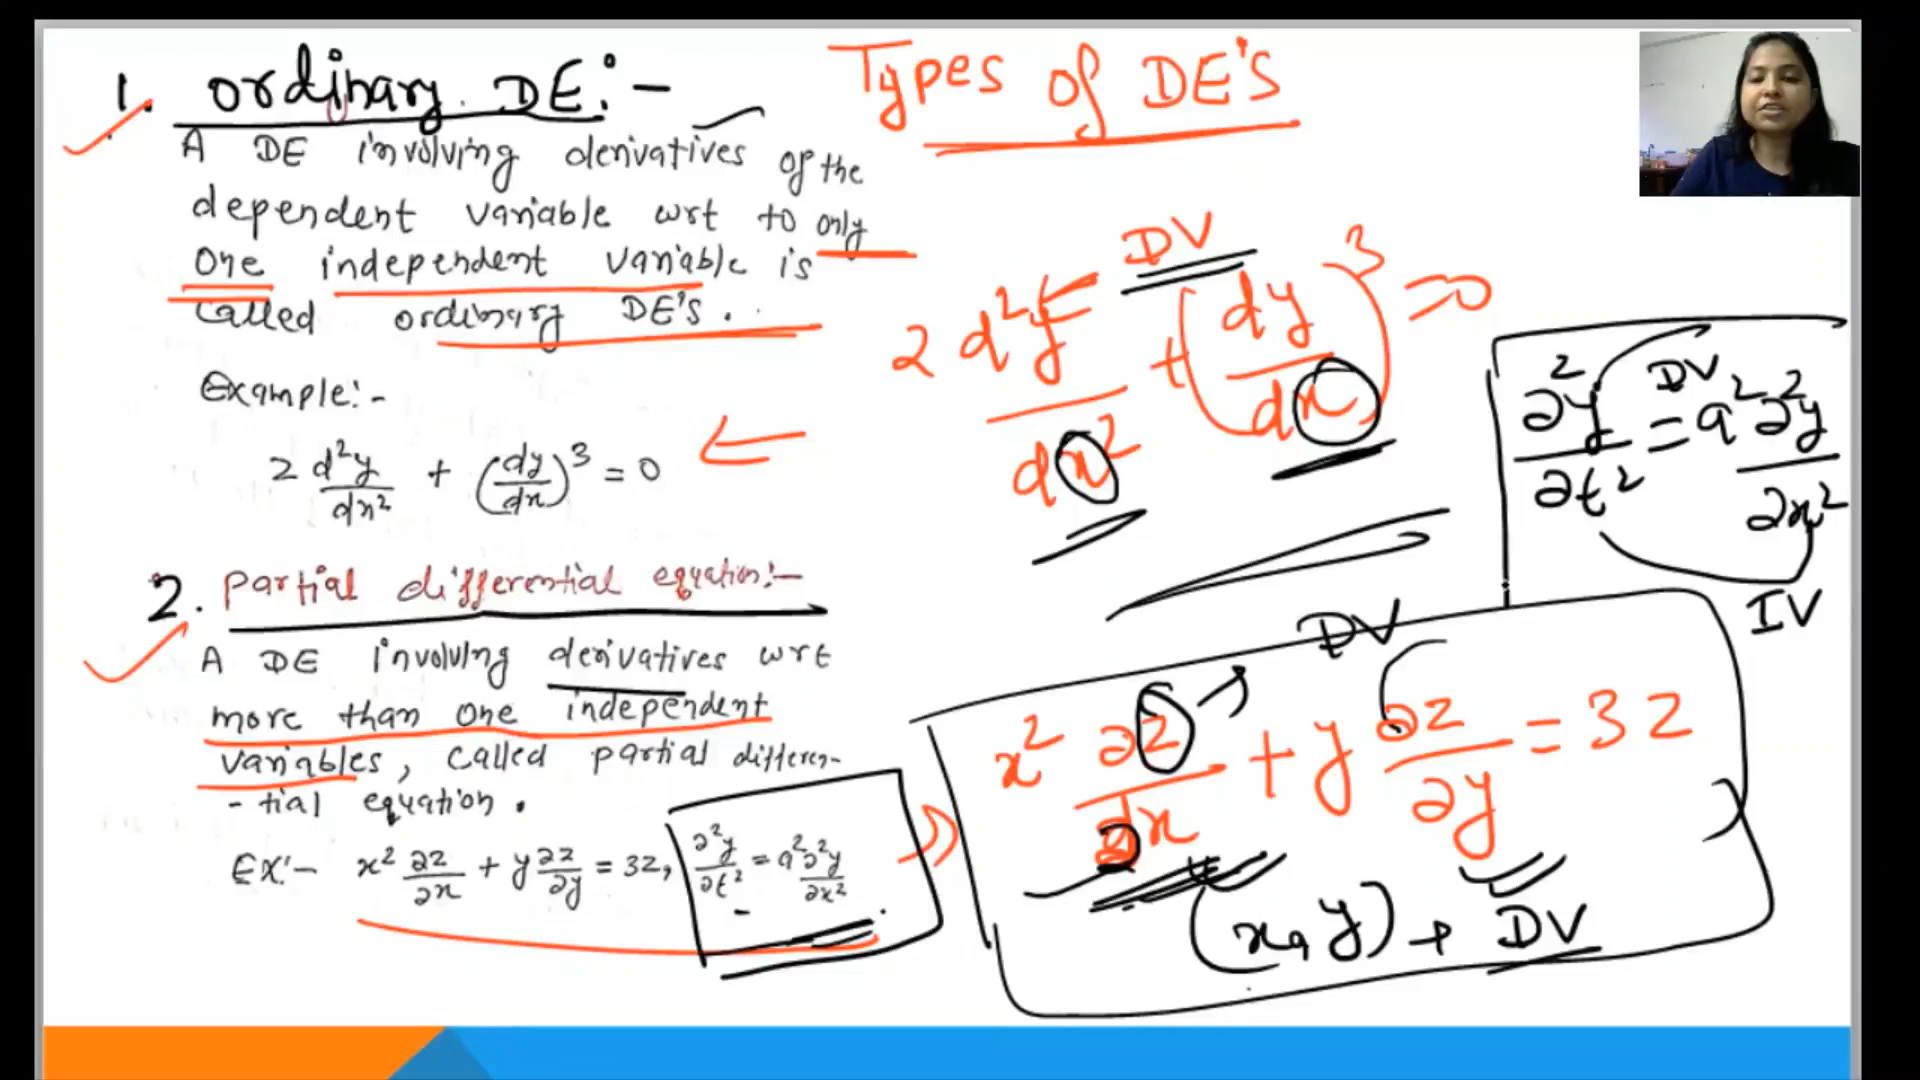 Types of DE's
1. ordinary DE:-
A DE involving derivatives of the
dependent variable wrt to only
one independent variable is
called ordinary DE's.
Example:-
2 d²y/dx² + (dy/dx)³ = 0
2. Partial differential equation:-
A DE involving derivatives wrt
more than one independent
variables, called partial differen-
-tial equation.
Ex:- x² ∂z/∂x + y ∂z/∂y = 3z, ∂²y/∂t² = a² ∂²y/∂x²
DV
2 d²y/dx² + (dy/dx)³ = 0
DV
∂²y/∂t² = a² ∂²y/∂x²
IV
DV
x² ∂z/∂x + y ∂z/∂y = 3z
(x, y) → DV